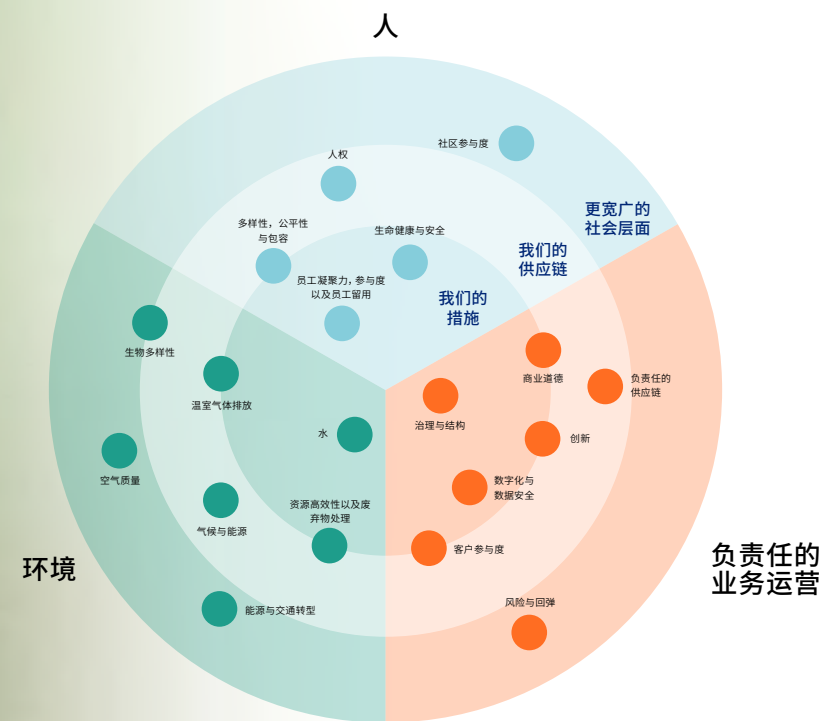 人
社区参与度
人权
更宽广的
社会层面
多样性，公平性
与包容
生命健康与安全
我们的
供应链
员工凝聚力，参与度
以及员工留用
我们的
措施
生物多样性
商业道德
负责任的
供应链
温室气体排放
治理与结构
水
创新
空气质量
数字化与
数据安全
资源高效性以及废
弃物处理
气候与能源
客户参与度
环境
负责任的
业务运营
能源与交通转型
风险与回弹